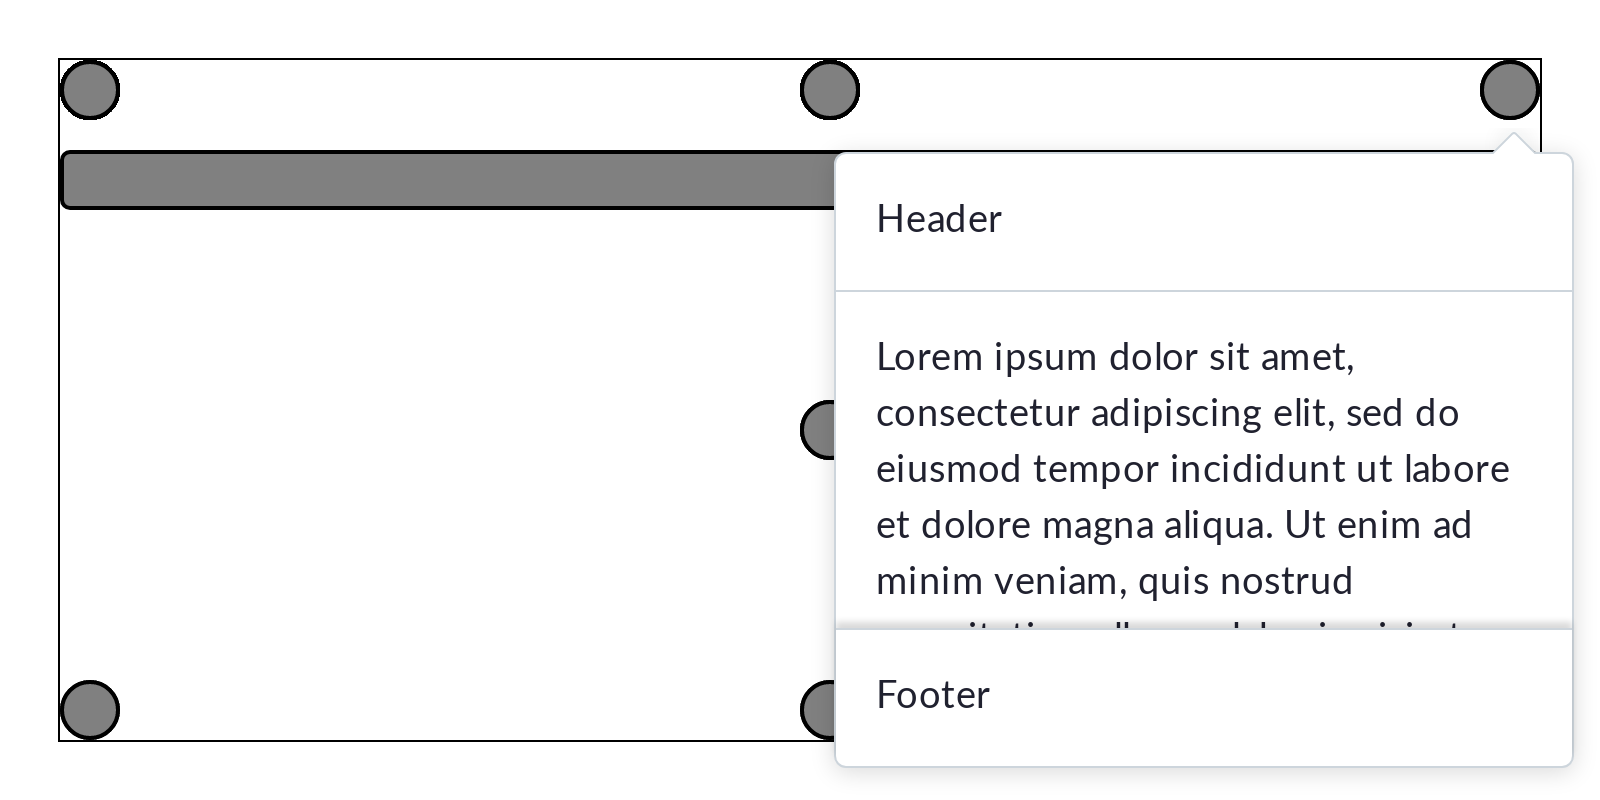 Header
Lorem ipsum dolor sit amet,
consectetur adipiscing elit, sed do
eiusmod tempor incididunt ut labore
et dolore magna aliqua. Ut enim ad
minim veniam, quis nostrud
Footer